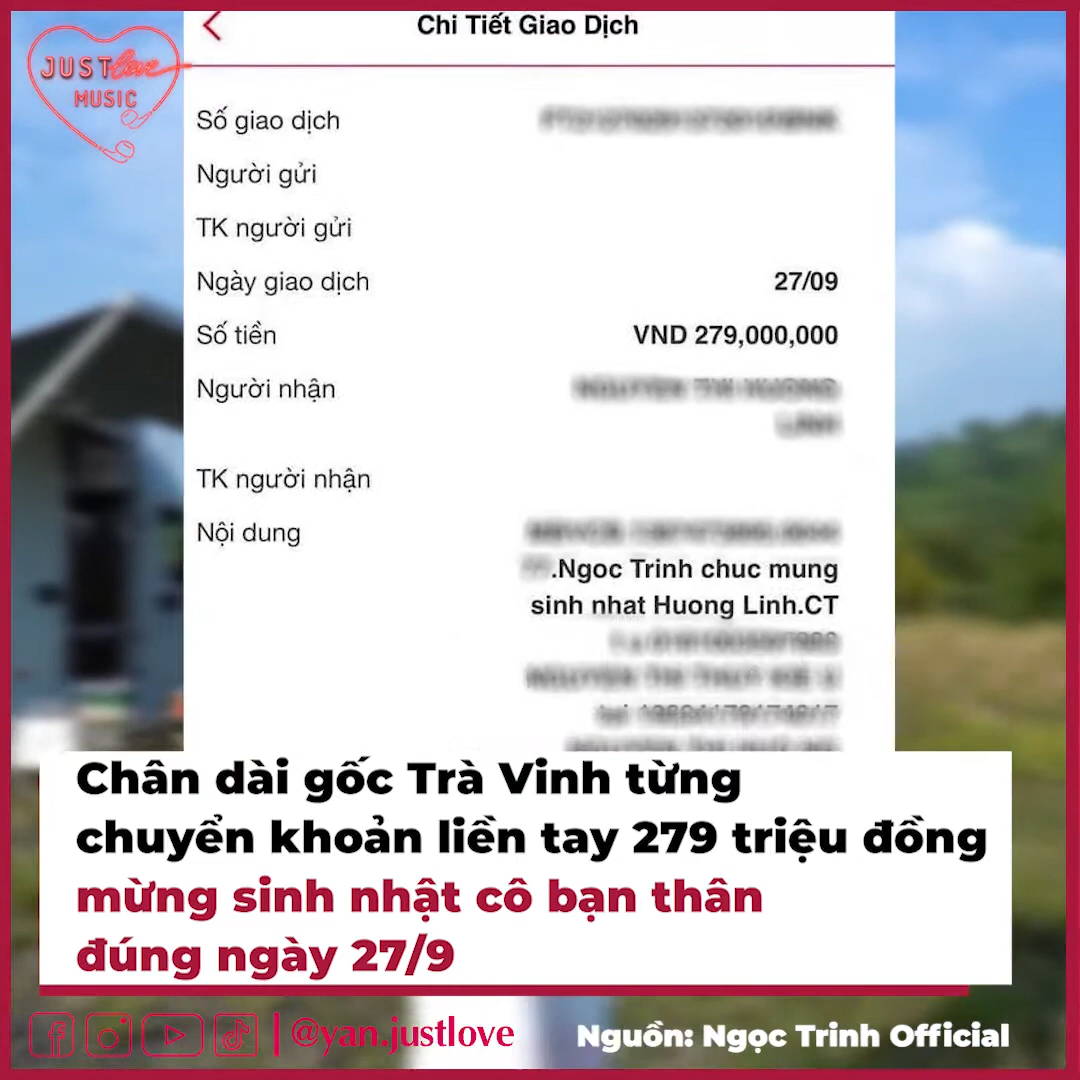 JUSTlove
MUSIC
Chi Tiết Giao Dịch
Số giao dịch
Người gửi
TK người gửi
Ngày giao dịch 27/09
Số tiền VND 279,000,000
Người nhận
TK người nhận
Nội dung
.Ngoc Trinh chuc mung
sinh nhat Huong Linh.CT
Chân dài gốc Trà Vinh từng
chuyển khoản liền tay 279 triệu đồng
mừng sinh nhật cô bạn thân
đúng ngày 27/9
@yan.justlove
Nguồn: Ngọc Trinh Official